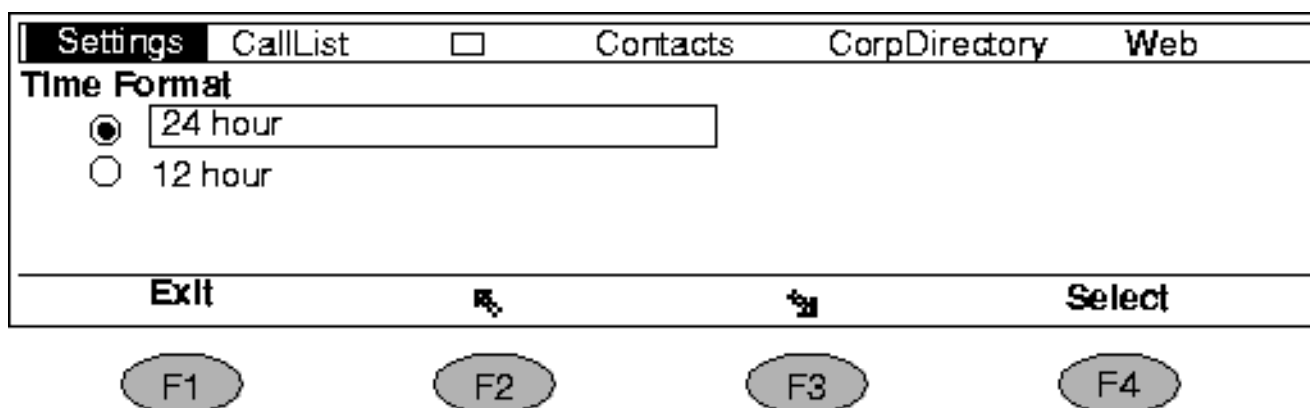 Settings CallList Contacts CorpDirectory Web
Time Format
24 hour
12 hour
Exit Select
F1 F2 F3 F4